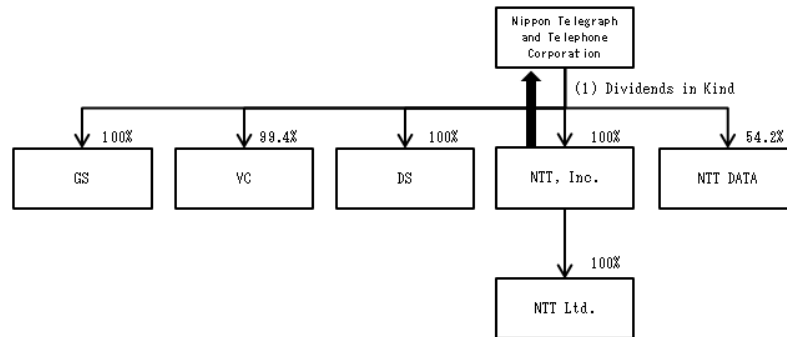 Nippon Telegraph
and Telephone
Corporation
(1) Dividends in Kind
100%
99.4%
100%
100%
54.2%
GS
VC
DS
NTT, Inc.
NTT DATA
100%
NTT Ltd.